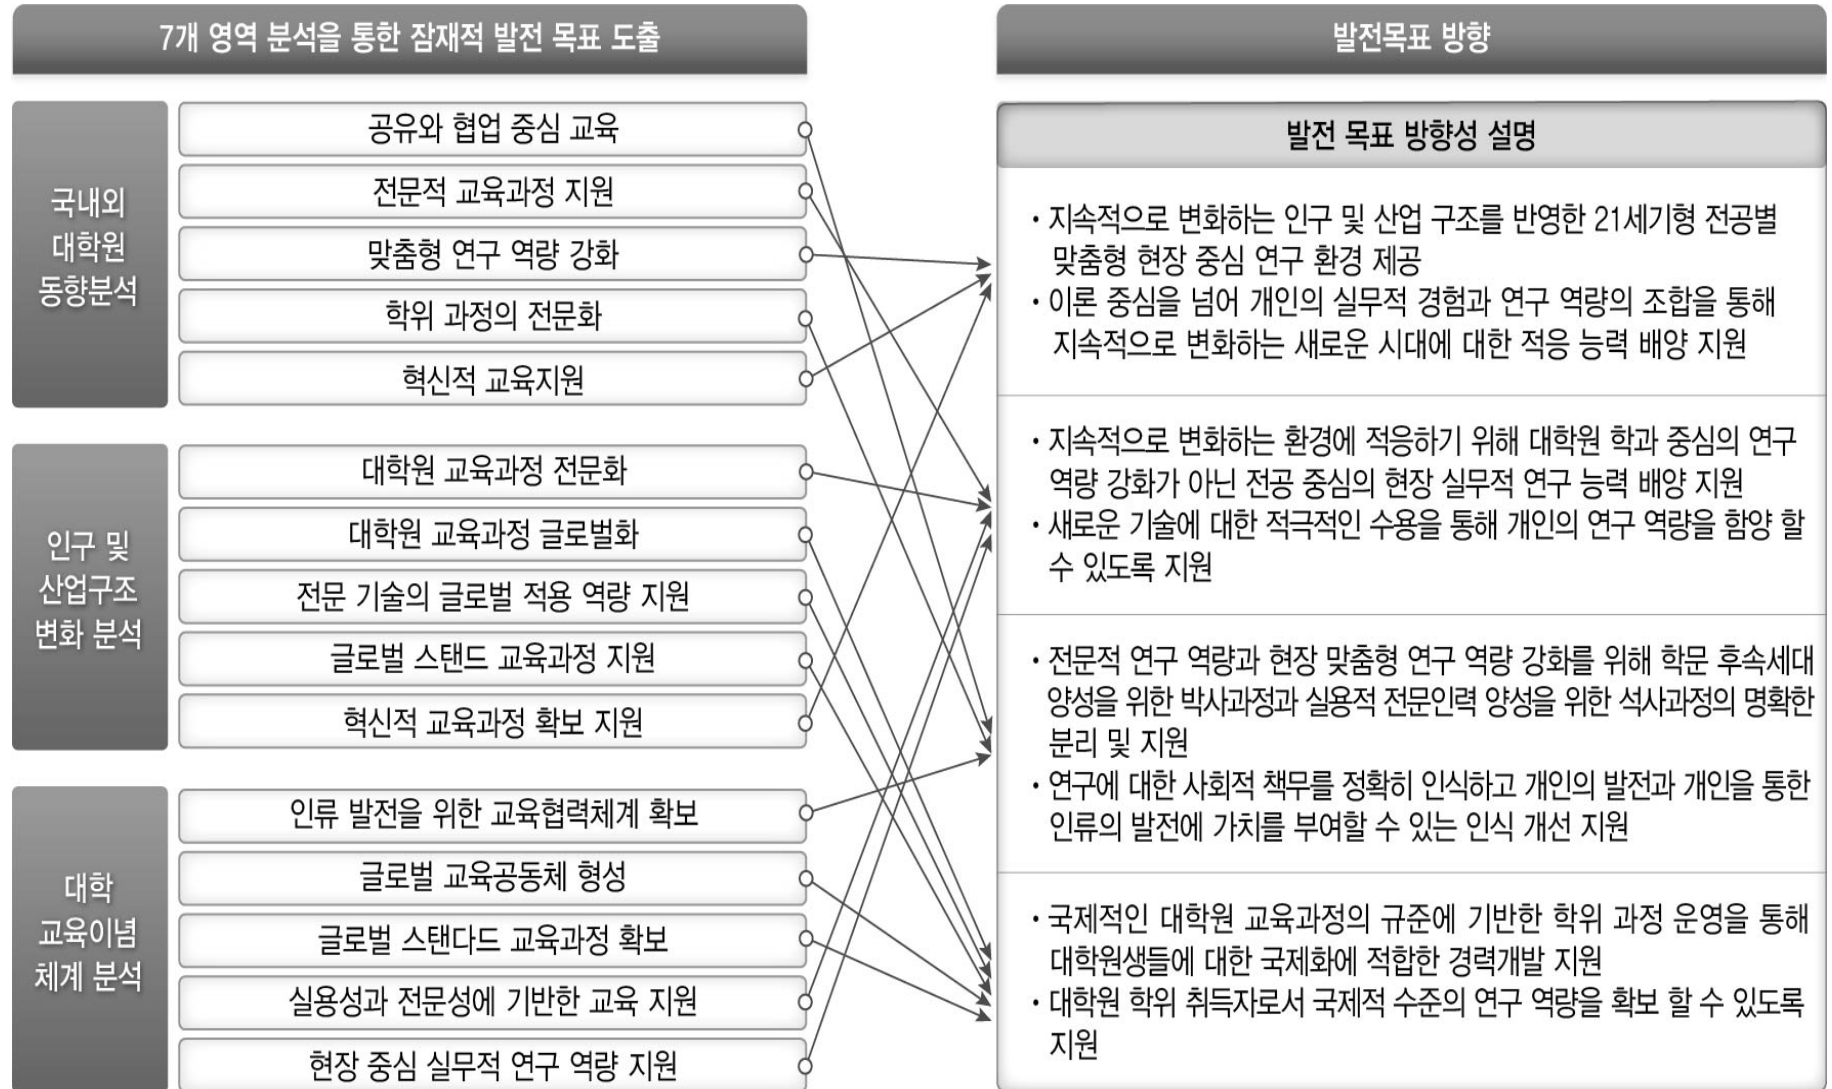 7개 영역 분석을 통한 잠재적 발전 목표 도출
국내외
대학원
동향분석
공유와 협업 중심 교육
전문적 교육과정 지원
맞춤형 연구 역량 강화
학위 과정의 전문화
혁신적 교육지원
인구 및
산업구조
변화 분석
대학원 교육과정 전문화
대학원 교육과정 글로벌화
전문 기술의 글로벌 적용 역량 지원
글로벌 스탠드 교육과정 지원
혁신적 교육과정 확보 지원
대학
교육이념
체계 분석
인류 발전을 위한 교육협력체계 확보
글로벌 교육공동체 형성
글로벌 스탠다드 교육과정 확보
실용성과 전문성에 기반한 교육 지원
현장 중심 실무적 연구 역량 지원
발전목표 방향
발전 목표 방향성 설명
· 지속적으로 변화하는 인구 및 산업 구조를 반영한 21세기형 전공별
맞춤형 현장 중심 연구 환경 제공
· 이론 중심을 넘어 개인의 실무적 경험과 연구 역량의 조합을 통해
지속적으로 변화하는 새로운 시대에 대한 적응 능력 배양 지원
· 지속적으로 변화하는 환경에 적응하기 위해 대학원 학과 중심의 연구
역량 강화가 아닌 전공 중심의 현장 실무적 연구 능력 배양 지원
· 새로운 기술에 대한 적극적인 수용을 통해 개인의 연구 역량을 함양 할
수 있도록 지원
· 전문적 연구 역량과 현장 맞춤형 연구 역량 강화를 위해 학문 후속세대
양성을 위한 박사과정과 실용적 전문인력 양성을 위한 석사과정의 명확한
분리 및 지원
· 연구에 대한 사회적 책무를 정확히 인식하고 개인의 발전과 개인을 통한
인류의 발전에 가치를 부여할 수 있는 인식 개선 지원
· 국제적인 대학원 교육과정의 규준에 기반한 학위 과정 운영을 통해
대학원생들에 대한 국제화에 적합한 경력개발 지원
· 대학원 학위 취득자로서 국제적 수준의 연구 역량을 확보 할 수 있도록
지원